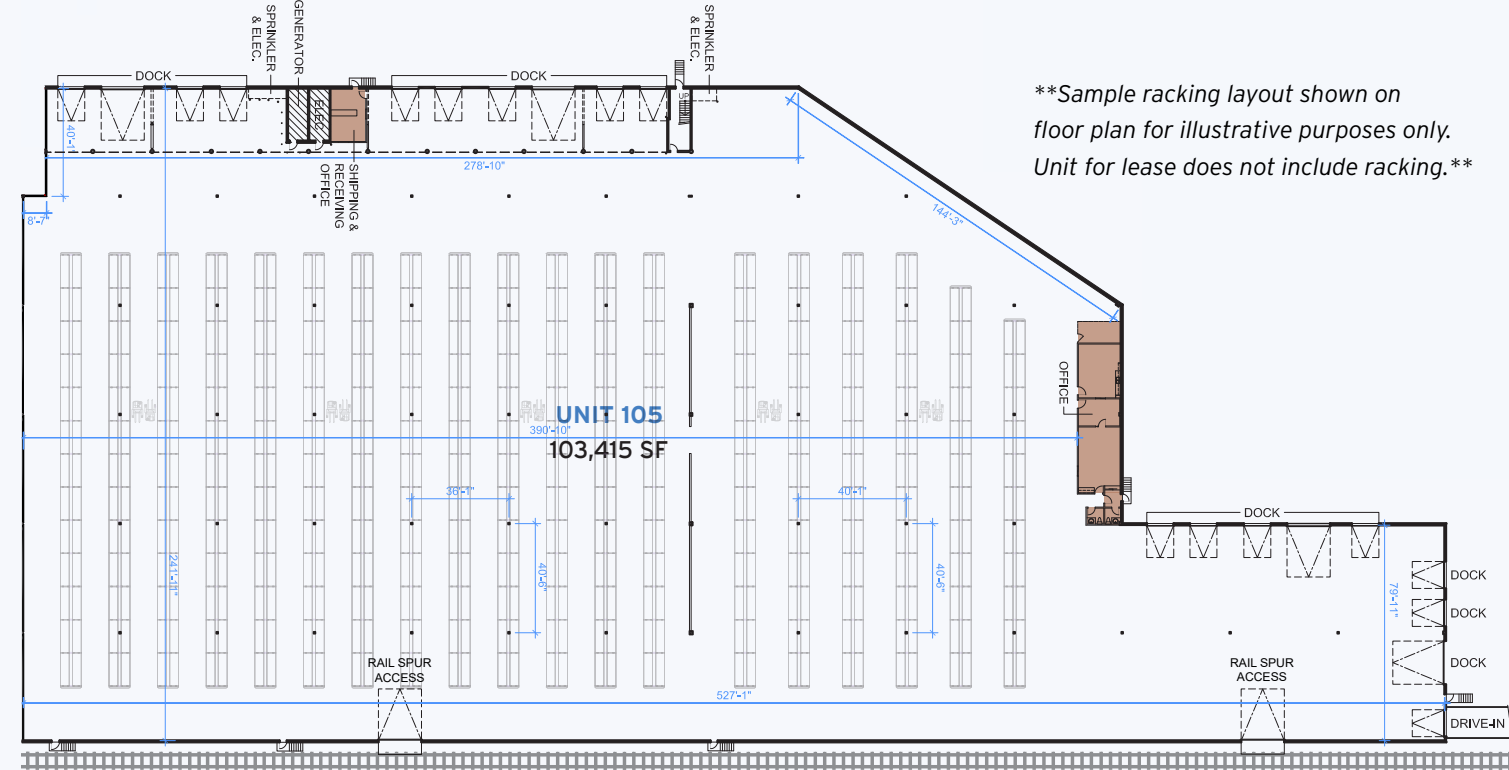 SPRINKLER
& ELEC.
GENERATOR
SPRINKLER
& ELEC.
DOCK
DOCK
ELEC.
**Sample racking layout shown on
floor plan for illustrative purposes only.
Unit for lease does not include racking.**
40'-1"
278'-10"
SHIPPING &
RECEIVING
OFFICE
8'-7"
144'-3"
OFFICE
UNIT 105
390'-10"
103,415 SF
36'-1"
40'-1"
DOCK
241'-11"
40'-6"
40'-6"
79'-11"
DOCK
DOCK
DOCK
RAIL SPUR
ACCESS
RAIL SPUR
ACCESS
527'-1"
DRIVE-IN